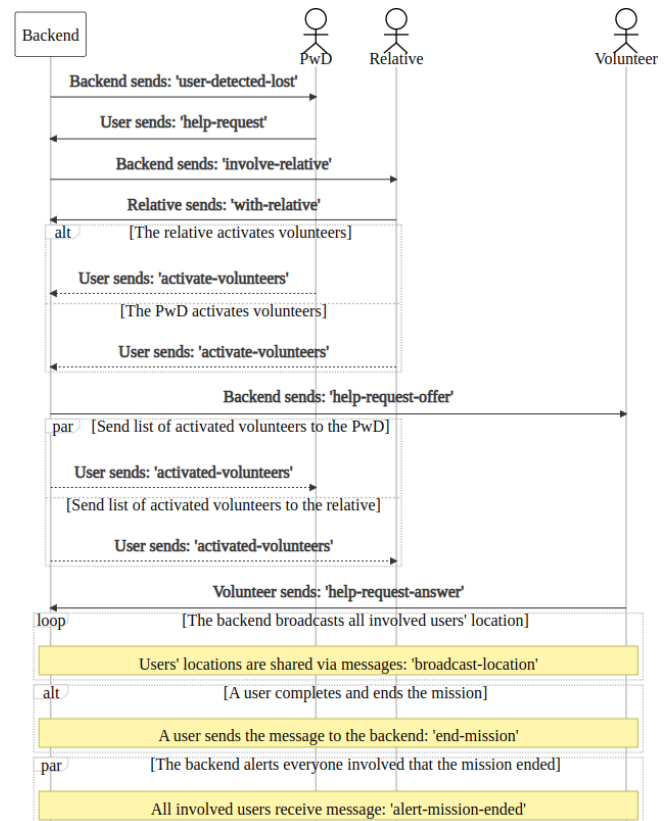 Backend
PwD
Relative
Volunteer
Backend sends: 'user-detected-lost'
User sends: 'help-request'
Backend sends: 'involve-relative'
Relative sends: 'with-relative'
alt
[The relative activates volunteers]
User sends: 'activate-volunteers'
[The PwD activates volunteers]
User sends: 'activate-volunteers'
Backend sends: 'help-request-offer'
par
[Send list of activated volunteers to the PwD]
User sends: 'activated-volunteers'
[Send list of activated volunteers to the relative]
User sends: 'activated-volunteers'
Volunteer sends: 'help-request-answer'
loop
[The backend broadcasts all involved users' location]
Users' locations are shared via messages: 'broadcast-location'
alt
[A user completes and ends the mission]
A user sends the message to the backend: 'end-mission'
par
[The backend alerts everyone involved that the mission ended]
All involved users receive message: 'alert-mission-ended'